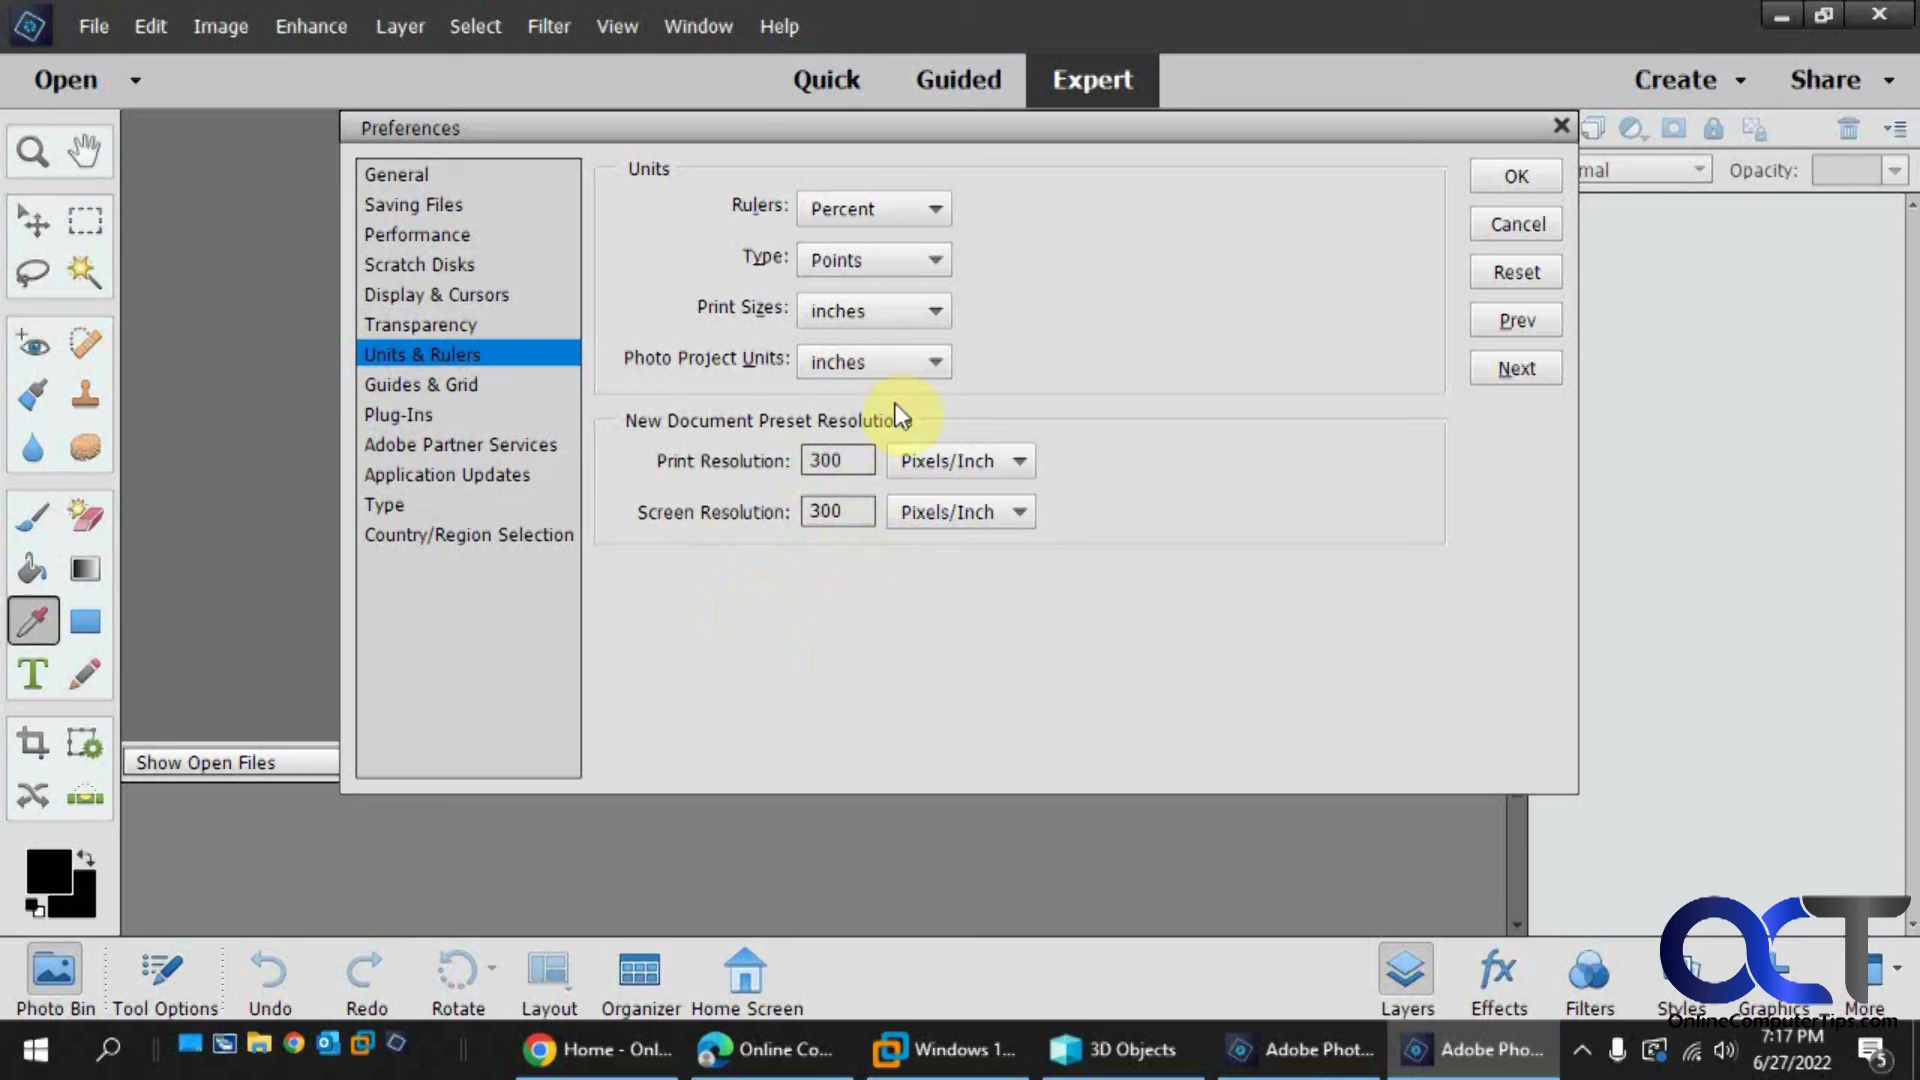 File Edit Image Enhance Layer Select Filter View Window Help
Open Quick Guided Expert Create Share
Preferences
General
Saving Files
Performance
Scratch Disks
Display & Cursors
Transparency
Units & Rulers
Guides & Grid
Plug-Ins
Adobe Partner Services
Application Updates
Type
Country/Region Selection
Units
Rulers: Percent
Type: Points
Print Sizes: inches
Photo Project Units: inches
New Document Preset
Print Resolution: 300 Pixels/Inch
Screen Resolution: 300 Pixels/Inch
OK
Cancel
Reset
Prev
Next
Opacity:
Show Open Files
Photo Bin Tool Options Undo Redo Rotate Layout Organizer Home Screen Layers Effects Filters Styles Graphics More
OCT
OnlineComputerTips.com
Home - Onl... Online Co... Windows 1... 3D Objects Adobe Phot... Adobe Pho...
7:17 PM
6/27/2022
5